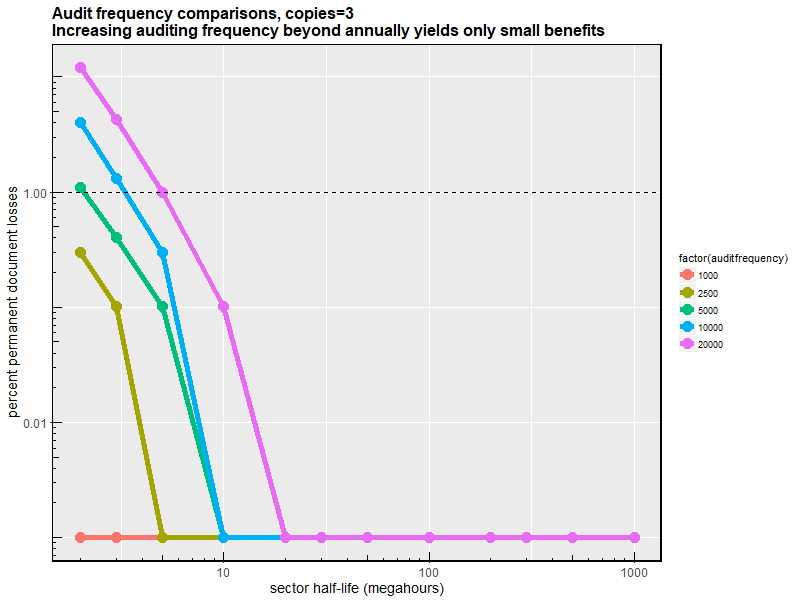 Audit frequency comparisons, copies=3
Increasing auditing frequency beyond annually yields only small benefits
percent permanent document losses
1.00
0.01
10
100
1000
sector half-life (megahours)
factor(auditfrequency)
1000
2500
5000
10000
20000